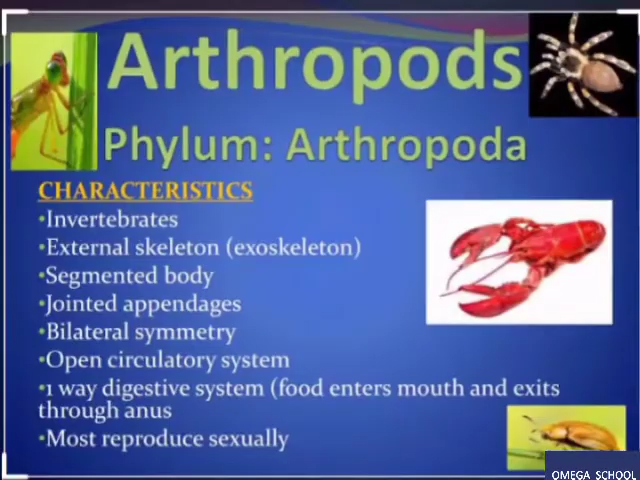 Arthropods
Phylum: Arthropoda
CHARACTERISTICS
•Invertebrates
•External skeleton (exoskeleton)
•Segmented body
•Jointed appendages
•Bilateral symmetry
•Open circulatory system
•1 way digestive system (food enters mouth and exits
through anus
•Most reproduce sexually
OMEGA SCHOOL